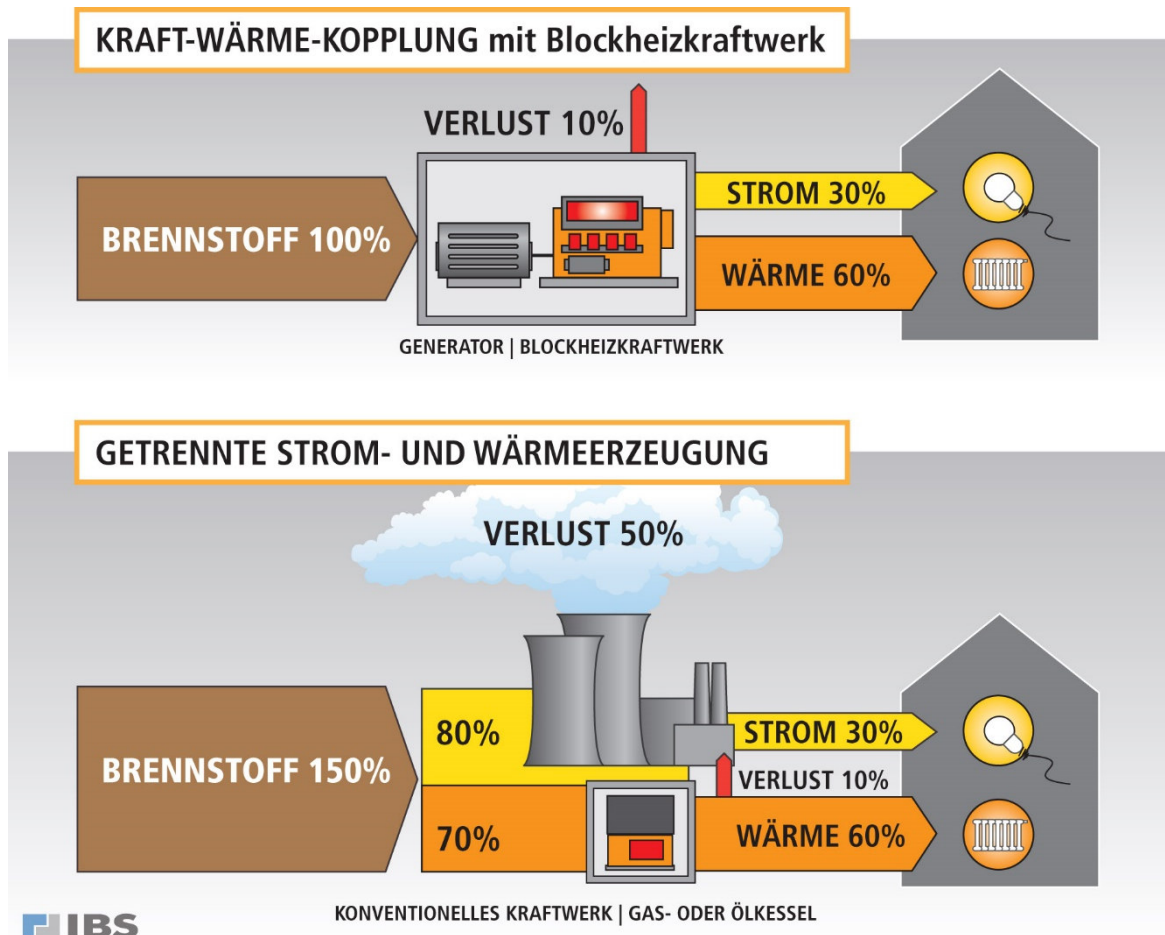 KRAFT-WÄRME-KOPPLUNG mit Blockheizkraftwerk
VERLUST 10%
BRENNSTOFF 100%
STROM 30%
WÄRME 60%
GENERATOR | BLOCKHEIZKRAFTWERK
GETRENNTE STROM- UND WÄRMEERZEUGUNG
VERLUST 50%
BRENNSTOFF 150%
80%
70%
STROM 30%
VERLUST 10%
WÄRME 60%
KONVENTIONELLES KRAFTWERK | GAS- ODER ÖLKESSEL
IBS